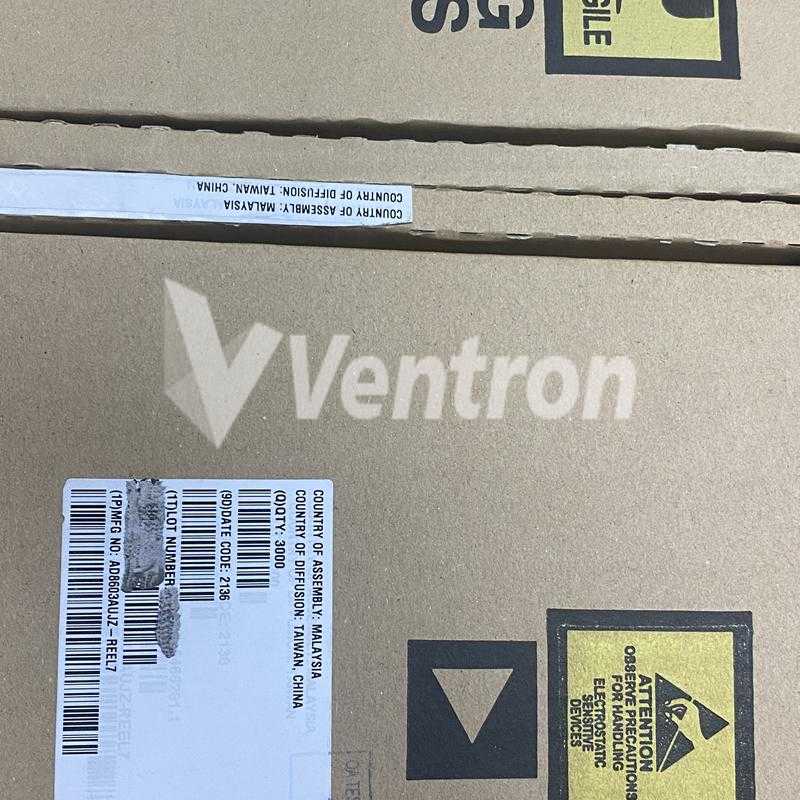 GS
GILE
COUNTRY OF ASSEMBLY: MALAYSIA
COUNTRY OF DIFFUSION: TAIWAN, CHINA
Ventron
COUNTRY OF ASSEMBLY: MALAYSIA
COUNTRY OF DIFFUSION: TAIWAN, CHINA
(Q)QTY: 3000
(9D)DATE CODE: 2136
(1T)LOT NUMBER
(1P)MFG NO: AD8603AUJZ-REEL7
ATTENTION
OBSERVE PRECAUTIONS
FOR HANDLING
ELECTROSTATIC
SENSITIVE
DEVICES